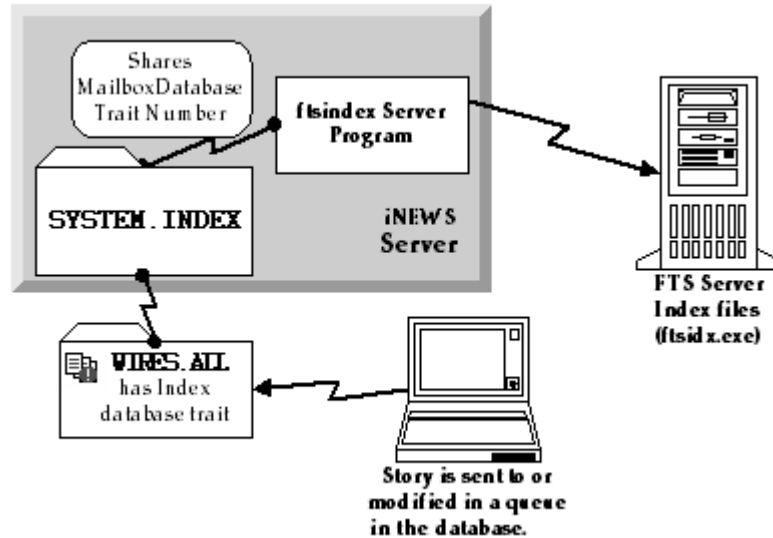 Shares
MailboxDatabase
Trait Number
ftsindex Server
Program
SYSTEM.INDEX
iNEWS
Server
FTS Server
Index files
(ftsidx.exe)
WIRES.ALL
has Index
database trait
Story is sent to or
modified in a queue
in the database.